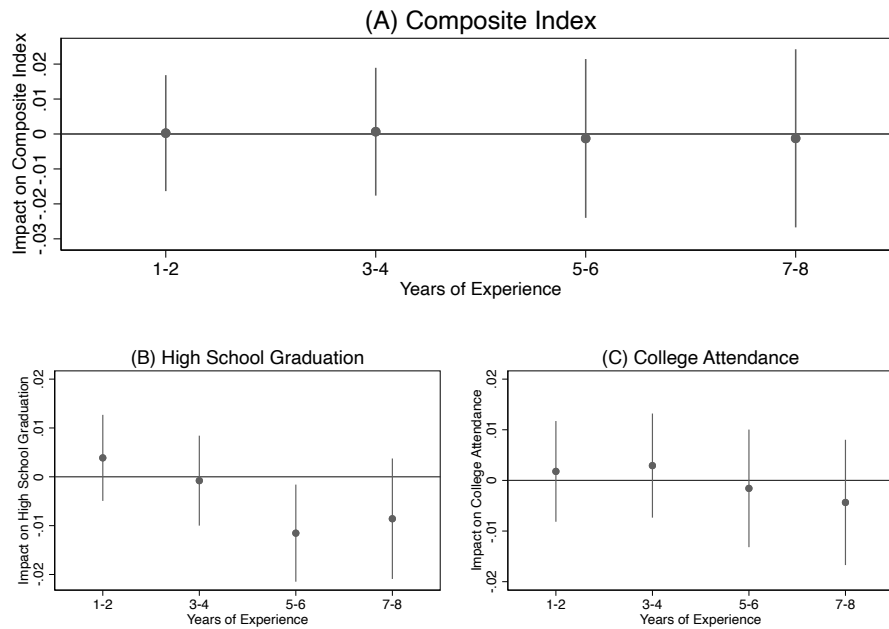 (A) Composite Index
Impact on Composite Index
.02
.01
0
-.01
-.02
-.03
1-2 3-4 5-6 7-8
Years of Experience
(B) High School Graduation
Impact on High School Graduation
.02
.01
0
-.01
-.02
1-2 3-4 5-6 7-8
Years of Experience
(C) College Attendance
Impact on College Attendance
.02
.01
0
-.01
-.02
1-2 3-4 5-6 7-8
Years of Experience